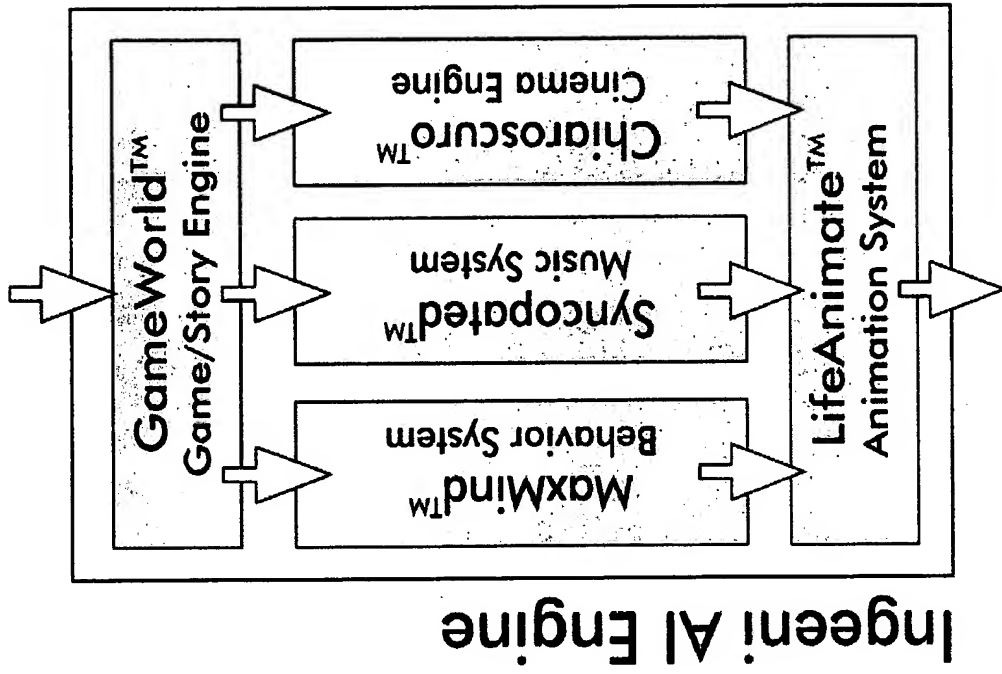 Ingeeni AI Engine
LifeAnimate™
Animation System
MaxMind™
Behavior System
Syncopated™
Music System
Chiaroscuro™
Cinema Engine
GameWorld™
Game/Story Engine